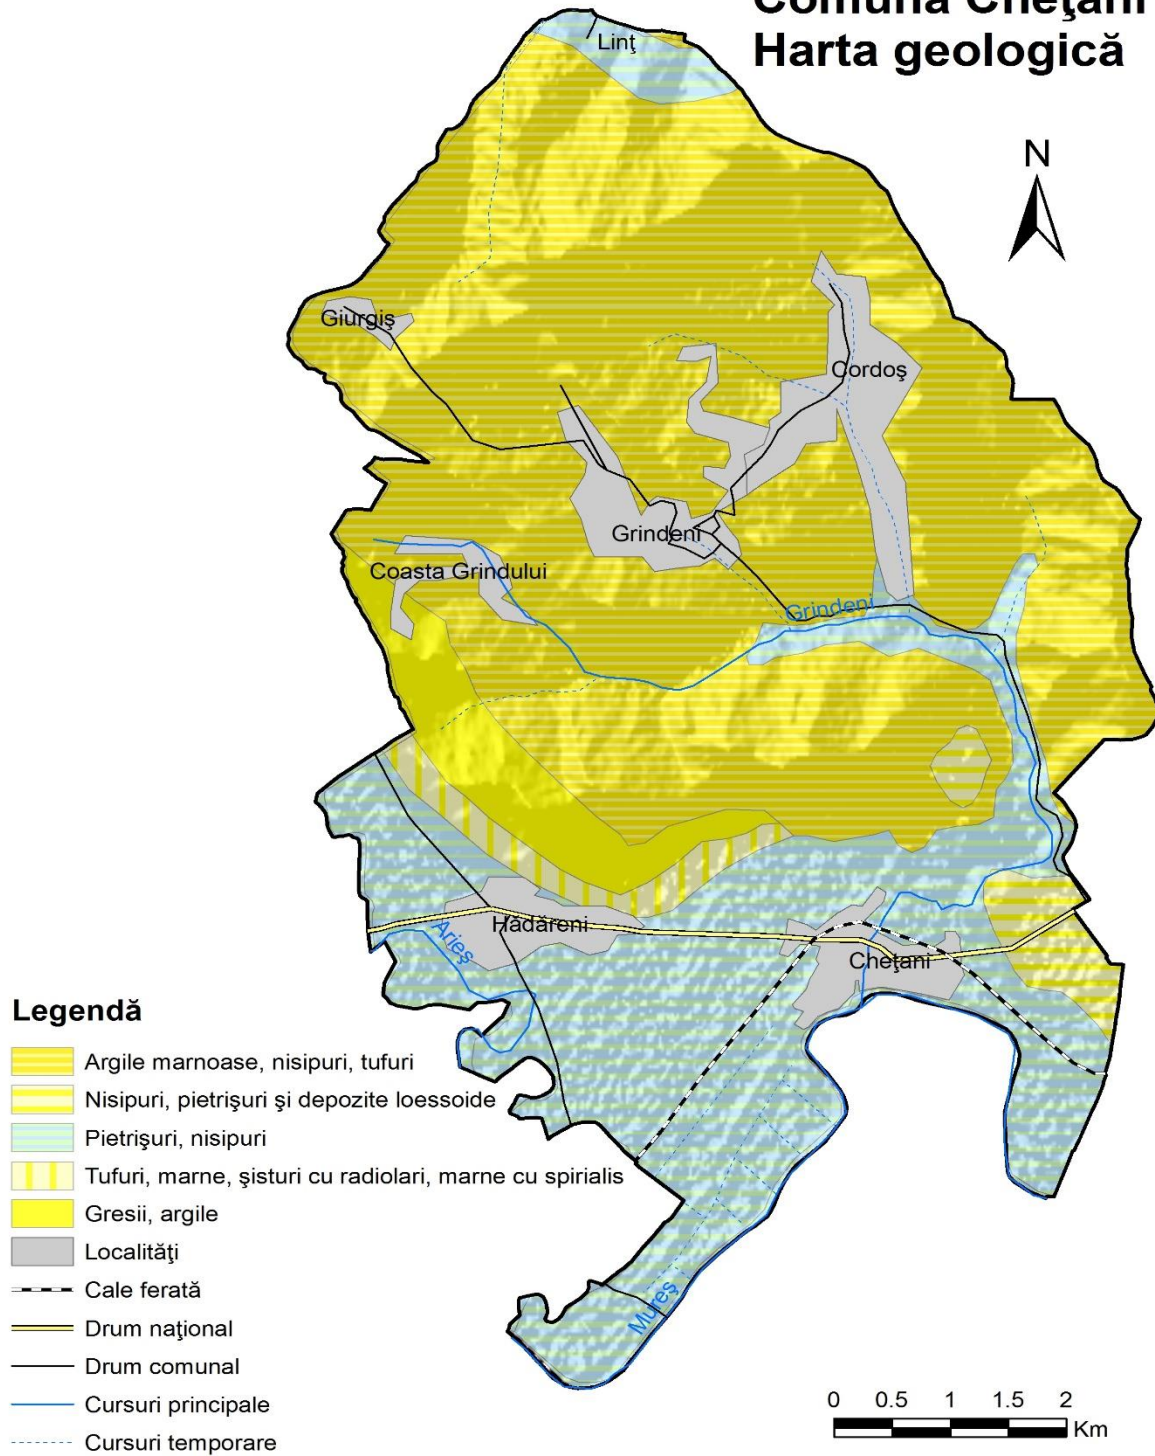 Comuna Cheţani
Harta geologică
Linţ
N
Giurgiş
Cordoş
Grindeni
Coasta Grindului
Grindeni
Hădăreni
Arieş
Cheţani
Mureş
Legendă
Argile marnoase, nisipuri, tufuri
Nisipuri, pietrişuri şi depozite loessoide
Pietrişuri, nisipuri
Tufuri, marne, şisturi cu radiolari, marne cu spirialis
Gresii, argile
Localităţi
Cale ferată
Drum naţional
Drum comunal
Cursuri principale
Cursuri temporare
0 0.5 1 1.5 2
Km